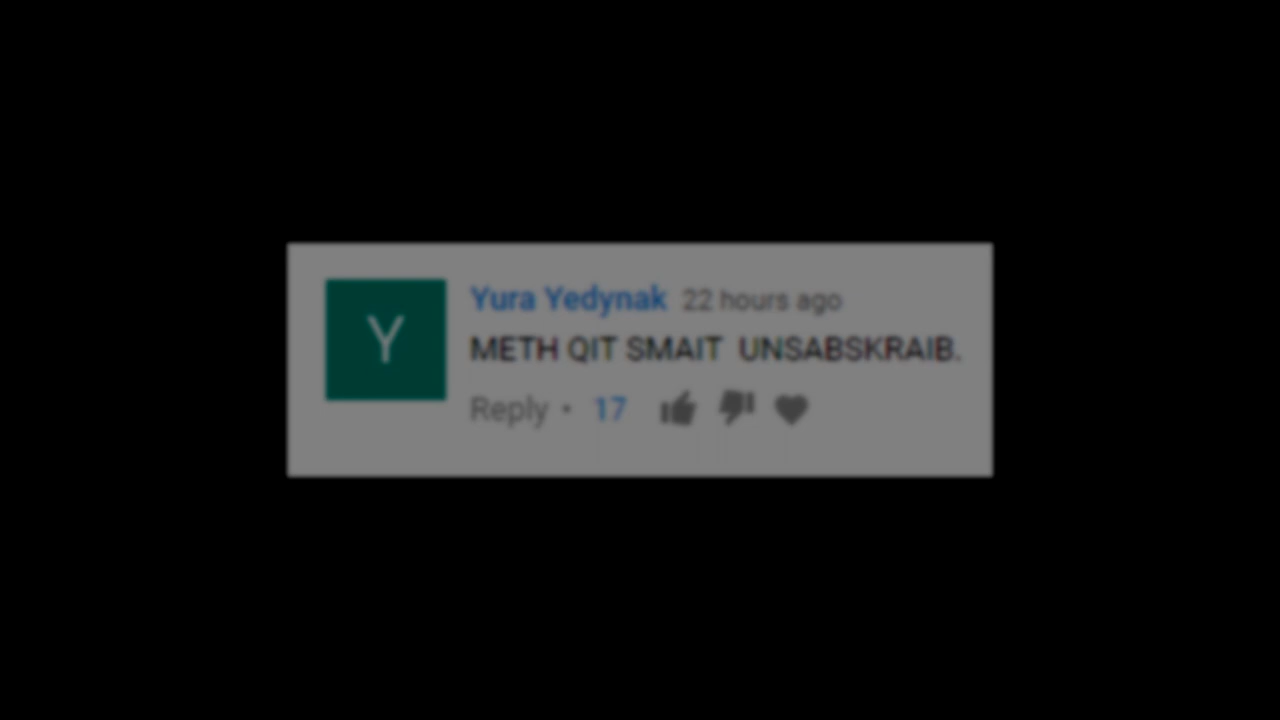 Y
Yura Yedynak 22 hours ago
METH QIT SMAIT UNSABSKRAIB.
Reply • 17